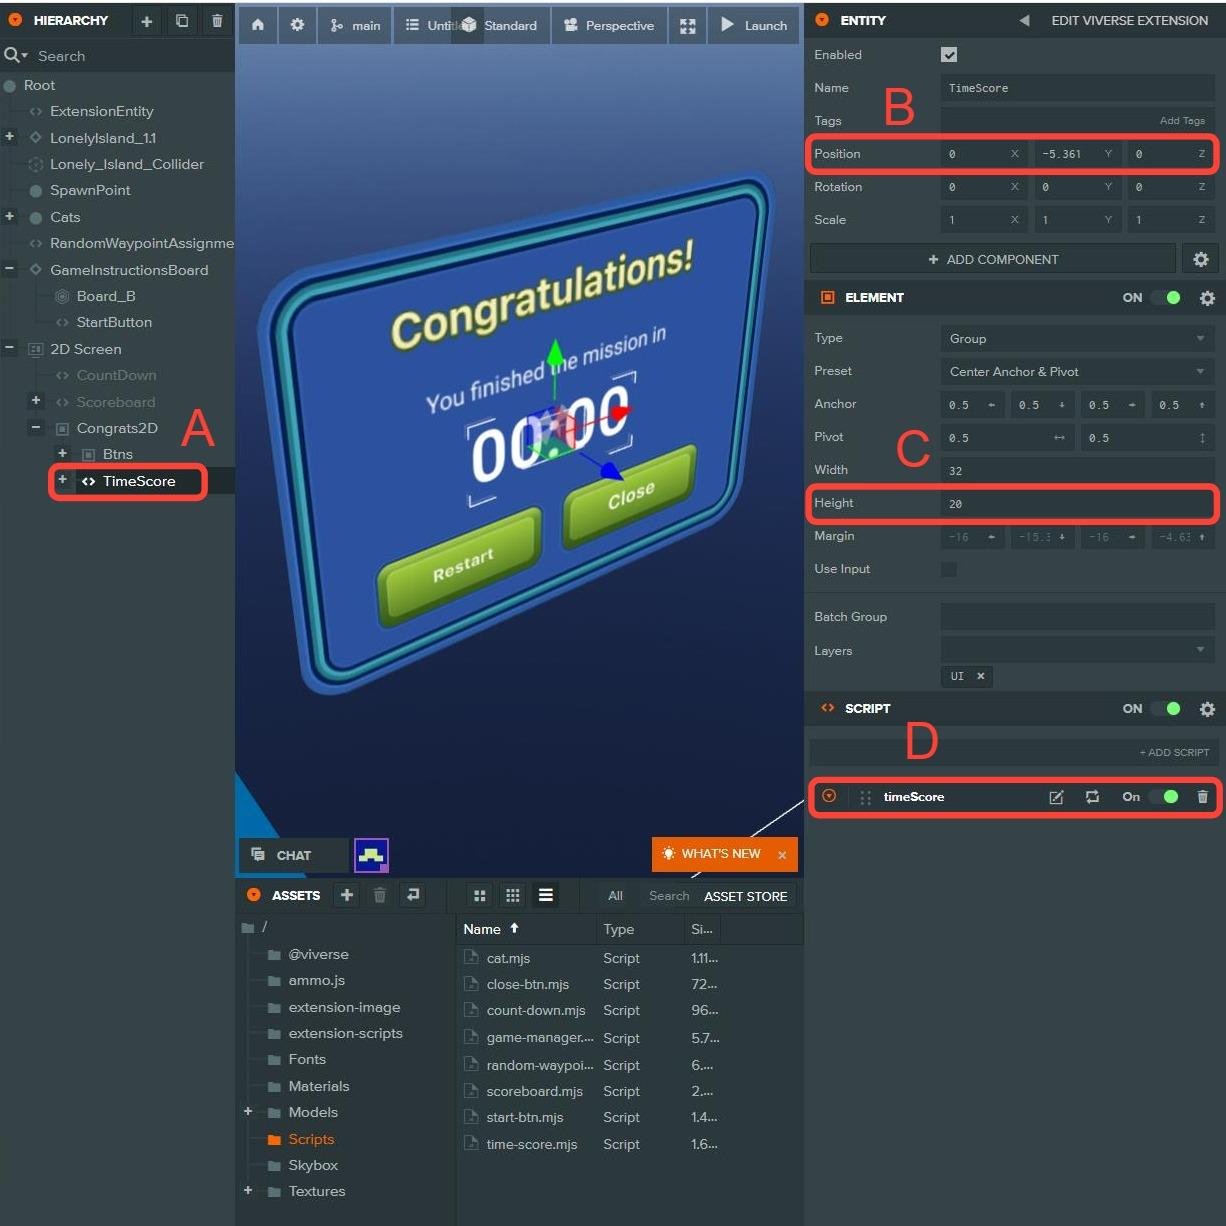 HIERARCHY
Search
Root
ExtensionEntity
LonelyIsland_1.1
Lonely_Island_Collider
SpawnPoint
Cats
RandomWaypointAssignme
GameInstructionsBoard
Board_B
StartButton
2D Screen
CountDown
Scoreboard
Congrats2D
A
Btns
TimeScore
main
Standard
Perspective
Launch
Congratulations!
You finished the mission in
00:00
Restart
Close
CHAT
WHAT'S NEW ×
ASSETS
All
Search
ASSET STORE
/
@viverse
ammo.js
extension-image
extension-scripts
Fonts
Materials
Models
Scripts
Skybox
Textures
Name Type Si...
cat.mjs Script 1.11...
close-btn.mjs Script 72...
count-down.mjs Script 96...
game-manager.... Script 5.7...
random-waypoi... Script 6....
scoreboard.mjs Script 2....
start-btn.mjs Script 1.4...
time-score.mjs Script 1.6...
ENTITY
EDIT VIVERSE EXTENSION
Enabled
Name TimeScore
B
Tags Add Tags
Position 0 X -5.361 Y 0 Z
Rotation 0 X 0 Y 0 Z
Scale 1 X 1 Y 1 Z
+ ADD COMPONENT
ELEMENT ON
Type Group
Preset Center Anchor & Pivot
Anchor 0.5 0.5 0.5 0.5
Pivot 0.5 0.5
C
Width 32
Height 20
Margin -16 -15.3 -16 -4.63
Use Input
Batch Group
Layers
UI ×
SCRIPT ON
D
+ ADD SCRIPT
timeScore On